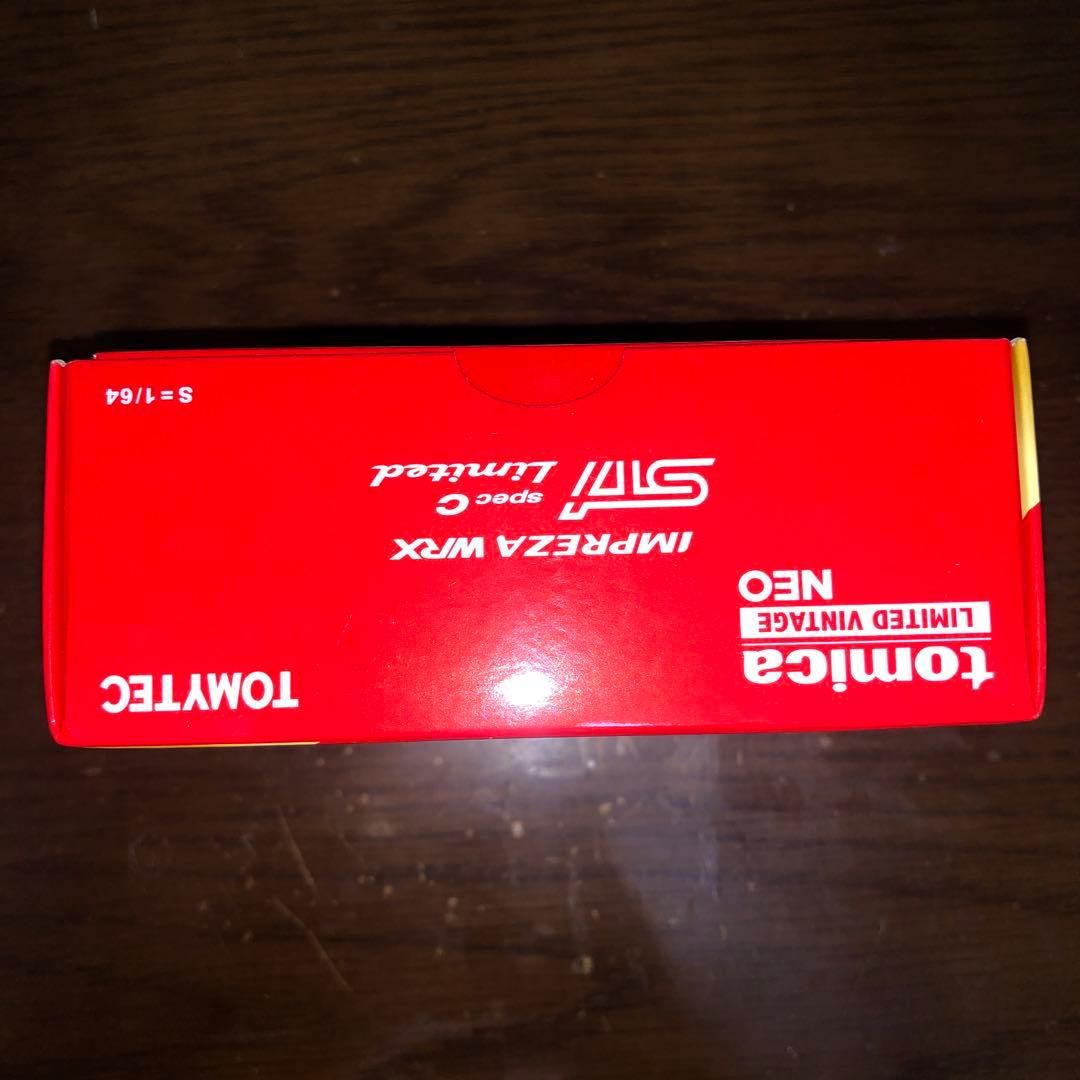 tomica
LIMITED VINTAGE
NEO
TOMYTEC
IMPREZA WRX
STI spec C
Limited
S=1/64